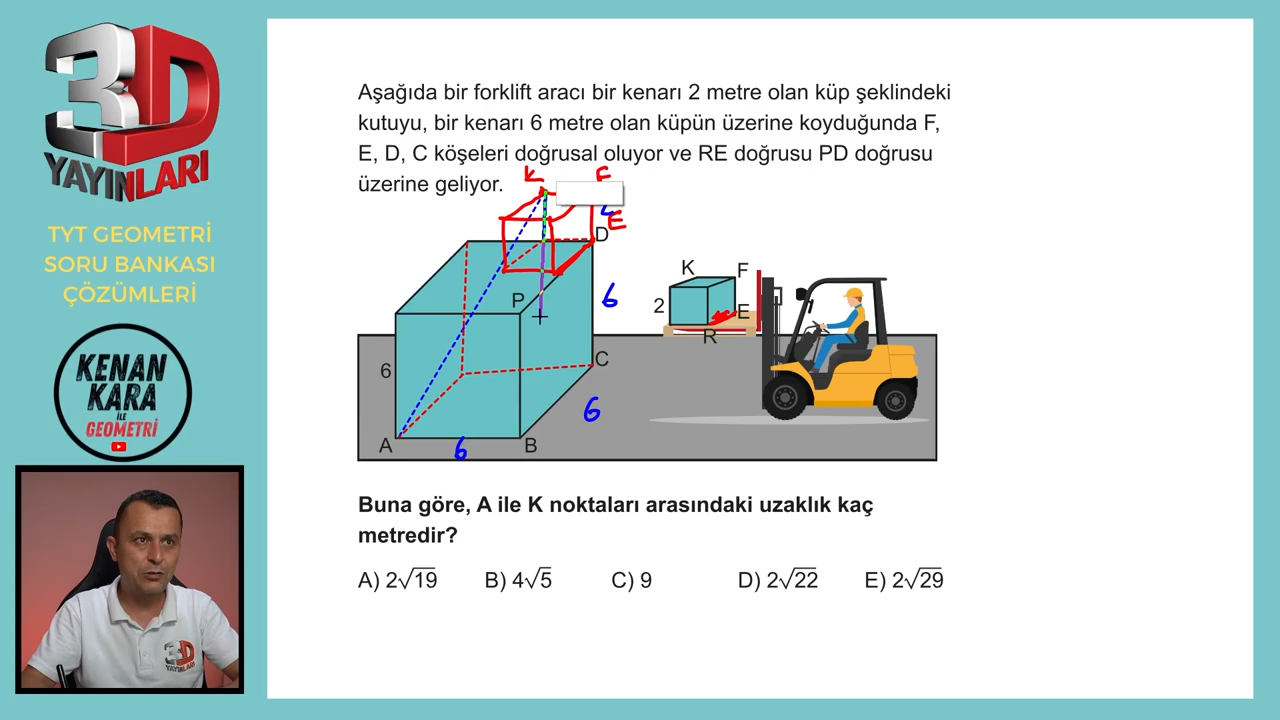 3D
YAYINLARI
TYT GEOMETRİ
SORU BANKASI
ÇÖZÜMLERİ
KENAN
KARA
İLE
GEOMETRİ
3D
YAYINLARI
Aşağıda bir forklift aracı bir kenarı 2 metre olan küp şeklindeki
kutuyu, bir kenarı 6 metre olan küpün üzerine koyduğunda F,
E, D, C köşeleri doğrusal oluyor ve RE doğrusu PD doğrusu
üzerine geliyor.
K F
E
D
P
6
6
C
6
A 6 B
K F
2 E
R
Buna göre, A ile K noktaları arasındaki uzaklık kaç
metredir?
A) 2√19 B) 4√5 C) 9 D) 2√22 E) 2√29